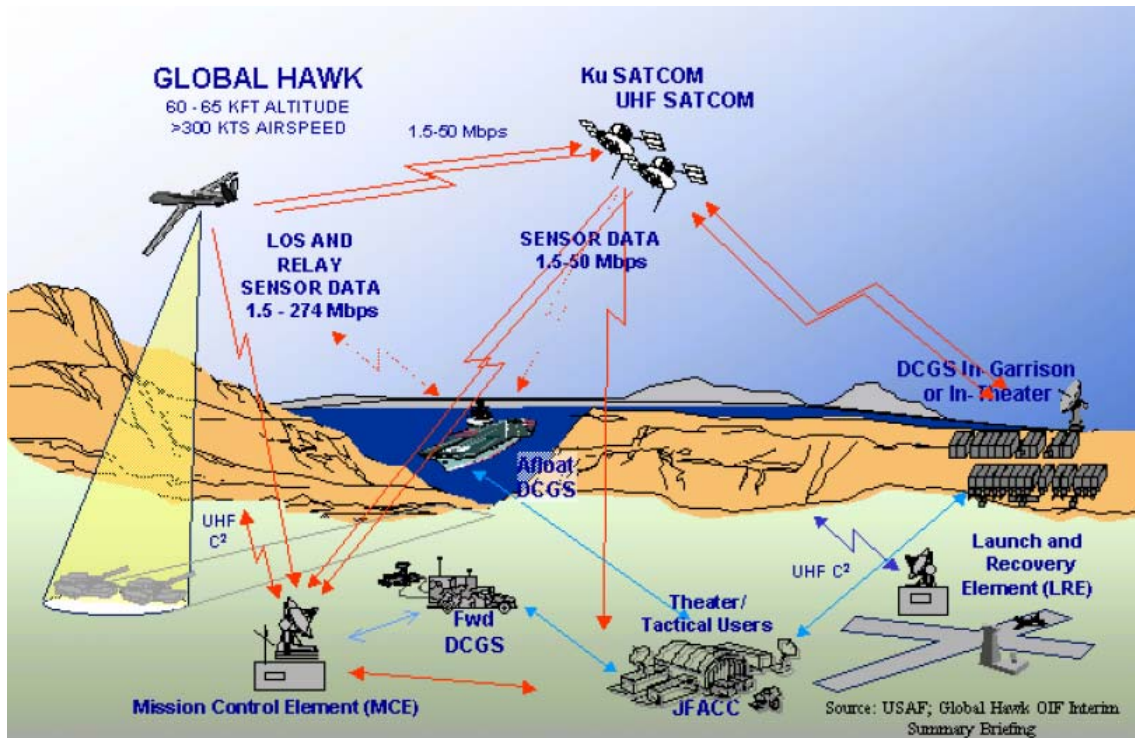 GLOBAL HAWK
60 - 65 KFT ALTITUDE
>300 KTS AIRSPEED
Ku SATCOM
UHF SATCOM
1.5-50 Mbps
LOS AND
RELAY
SENSOR DATA
1.5 - 274 Mbps
SENSOR DATA
1.5-50 Mbps
DCGS In-Garrison
or In-Theater
Afloat
DCGS
UHF
C²
UHF C²
Launch and
Recovery
Element (LRE)
Fwd
DCGS
Theater/
Tactical Users
JFACC
Mission Control Element (MCE)
Source: USAF; Global Hawk OIF Interim
Summary Briefing